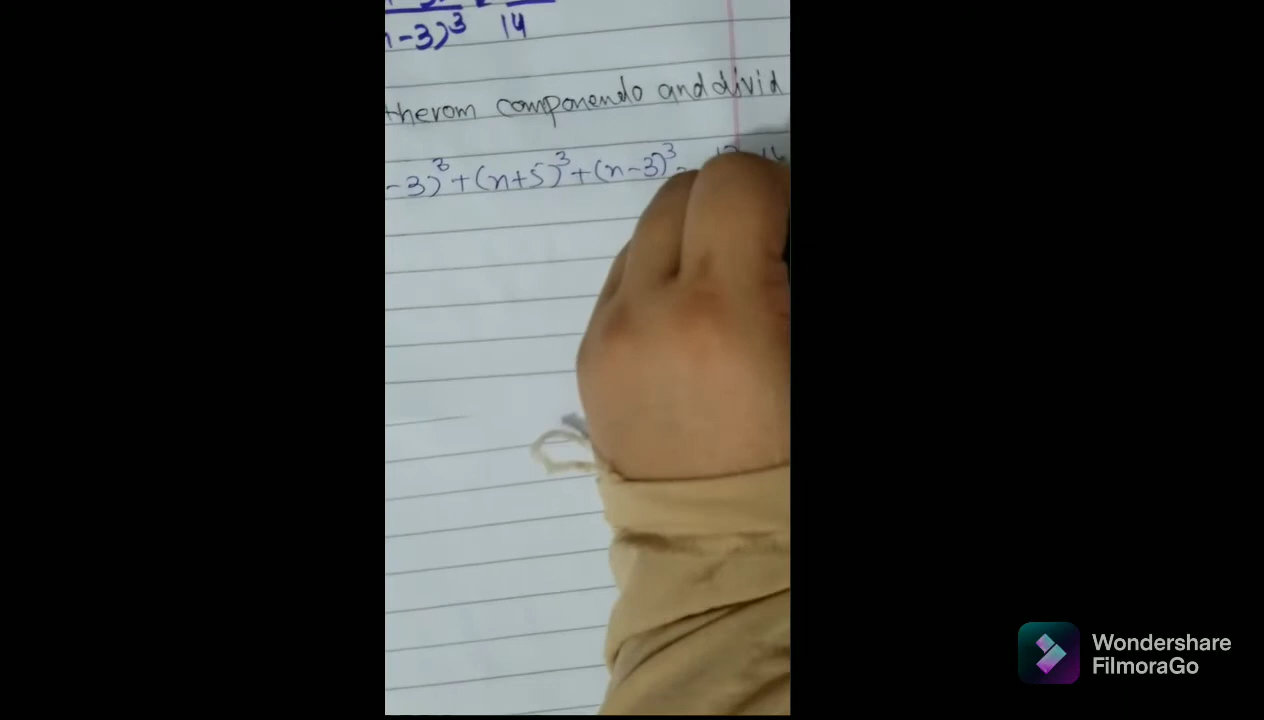 -3)³ 14
therom componendo and divid
-3)³+(n+5)³+(n-3)³=
Wondershare
FilmoraGo